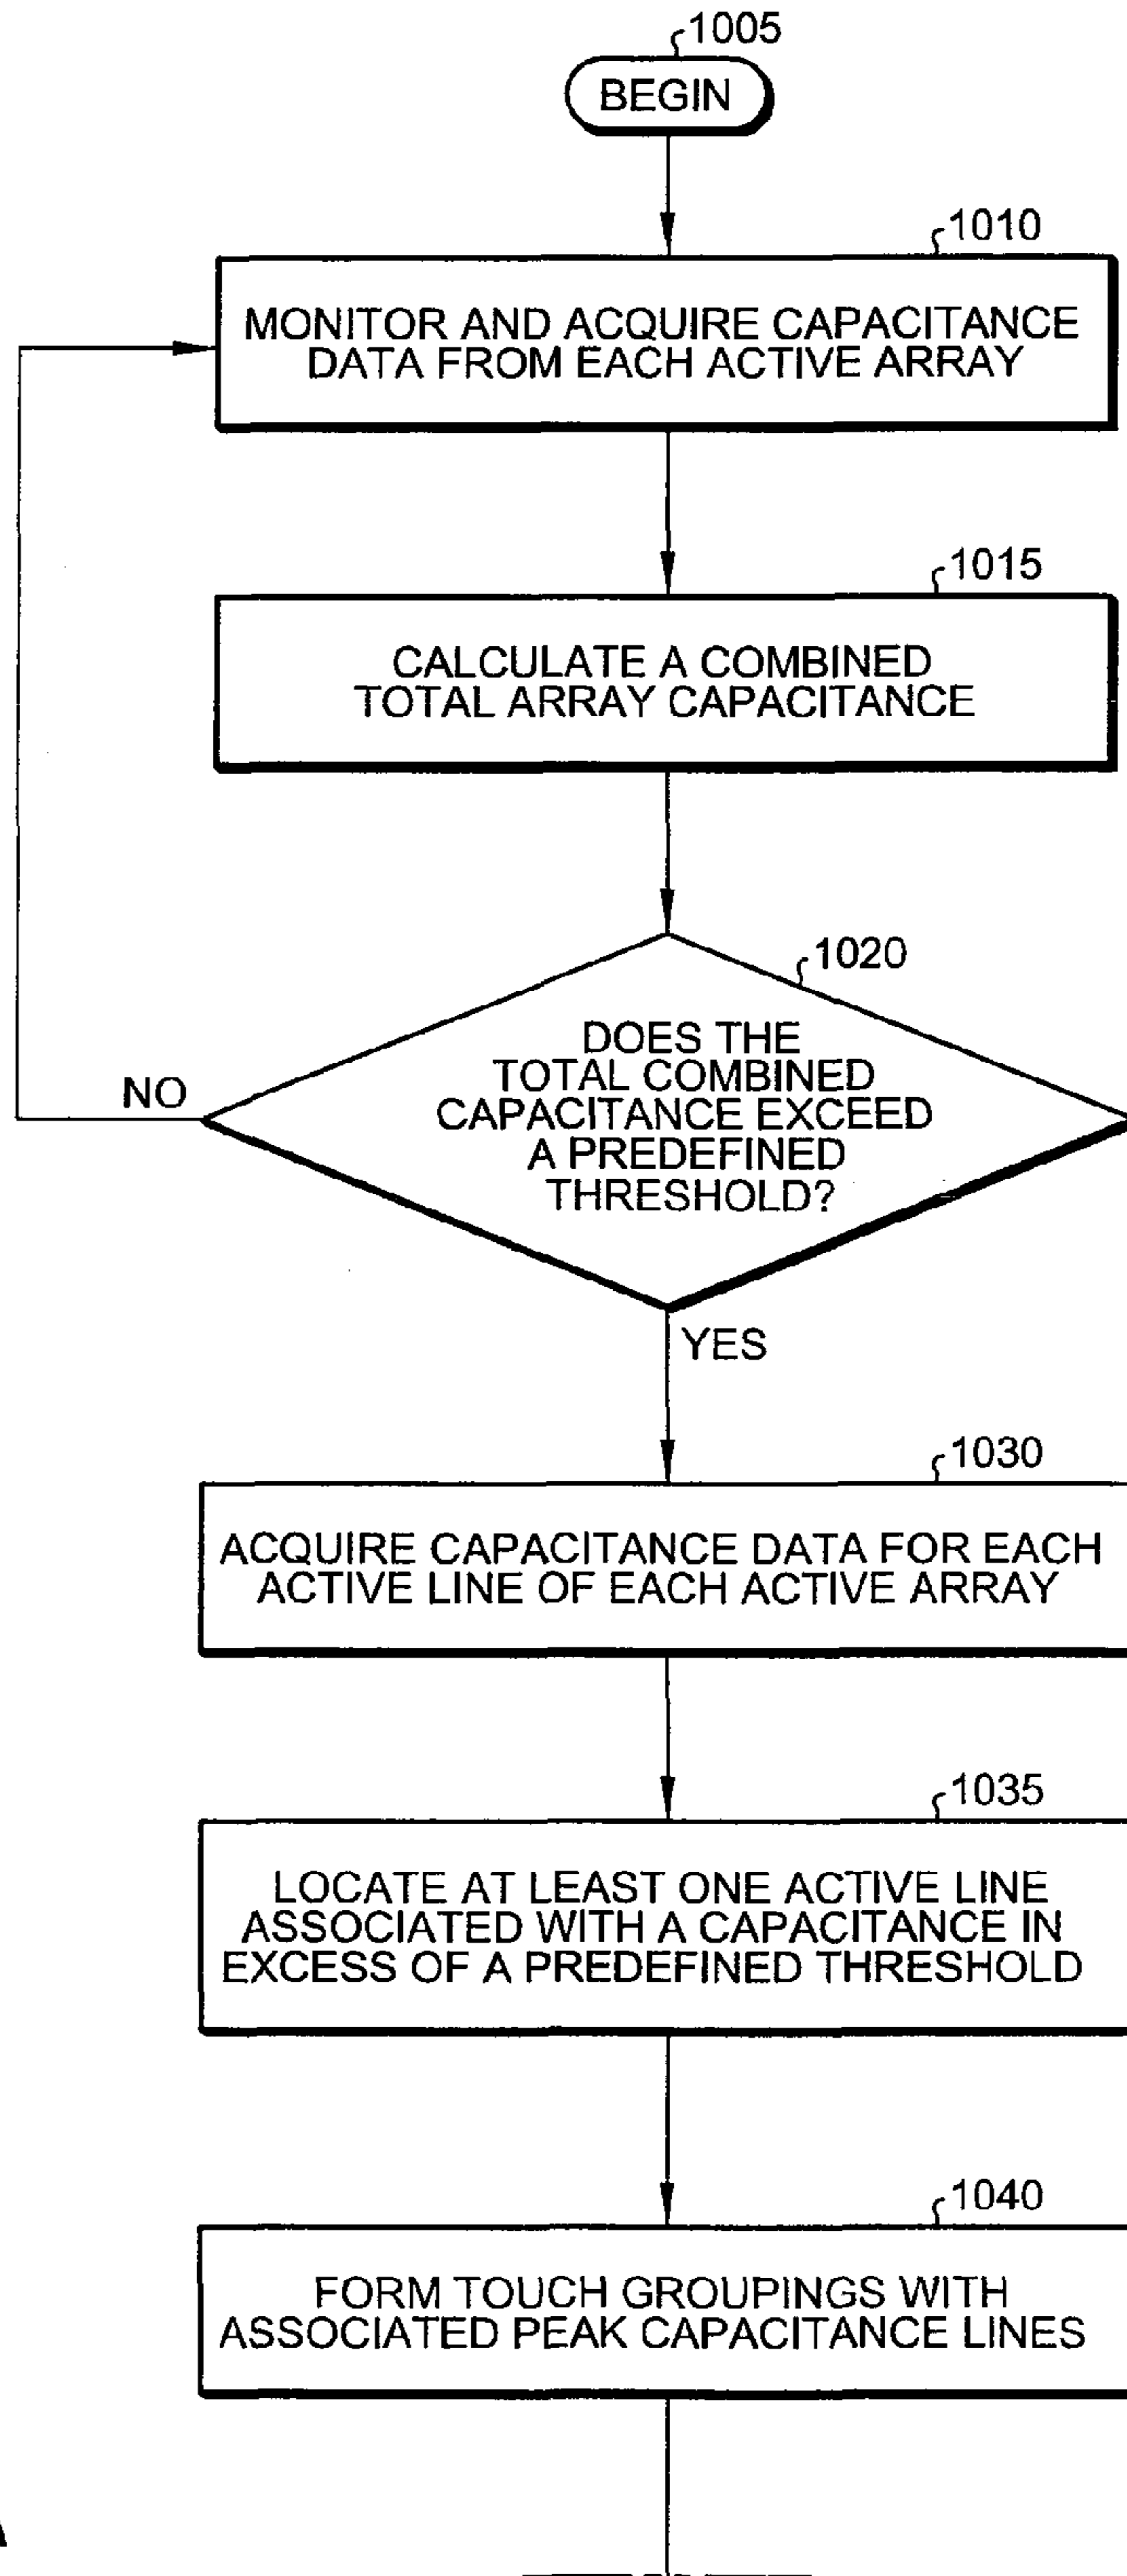 1005
BEGIN
1010
MONITOR AND ACQUIRE CAPACITANCE
DATA FROM EACH ACTIVE ARRAY
1015
CALCULATE A COMBINED
TOTAL ARRAY CAPACITANCE
1020
DOES THE
TOTAL COMBINED
CAPACITANCE EXCEED
A PREDEFINED
THRESHOLD?
NO
YES
1030
ACQUIRE CAPACITANCE DATA FOR EACH
ACTIVE LINE OF EACH ACTIVE ARRAY
1035
LOCATE AT LEAST ONE ACTIVE LINE
ASSOCIATED WITH A CAPACITANCE IN
EXCESS OF A PREDEFINED THRESHOLD
1040
FORM TOUCH GROUPINGS WITH
ASSOCIATED PEAK CAPACITANCE LINES